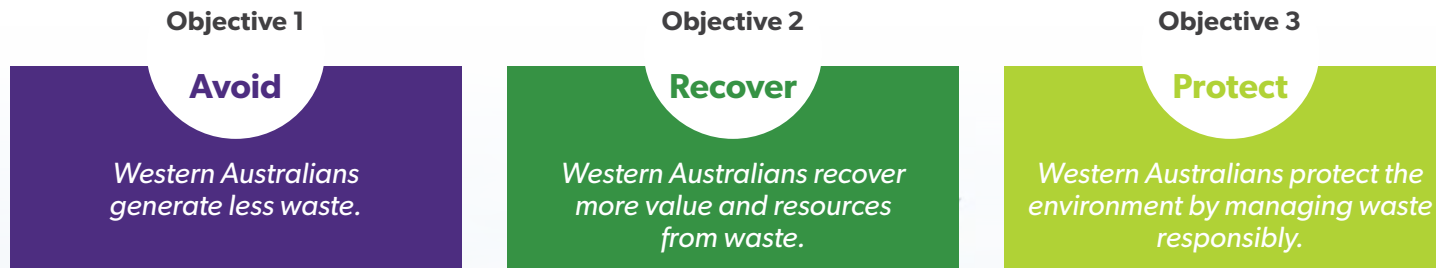 Objective 1
Avoid
Western Australians
generate less waste.
Objective 2
Recover
Western Australians recover
more value and resources
from waste.
Objective 3
Protect
Western Australians protect the
environment by managing waste
responsibly.